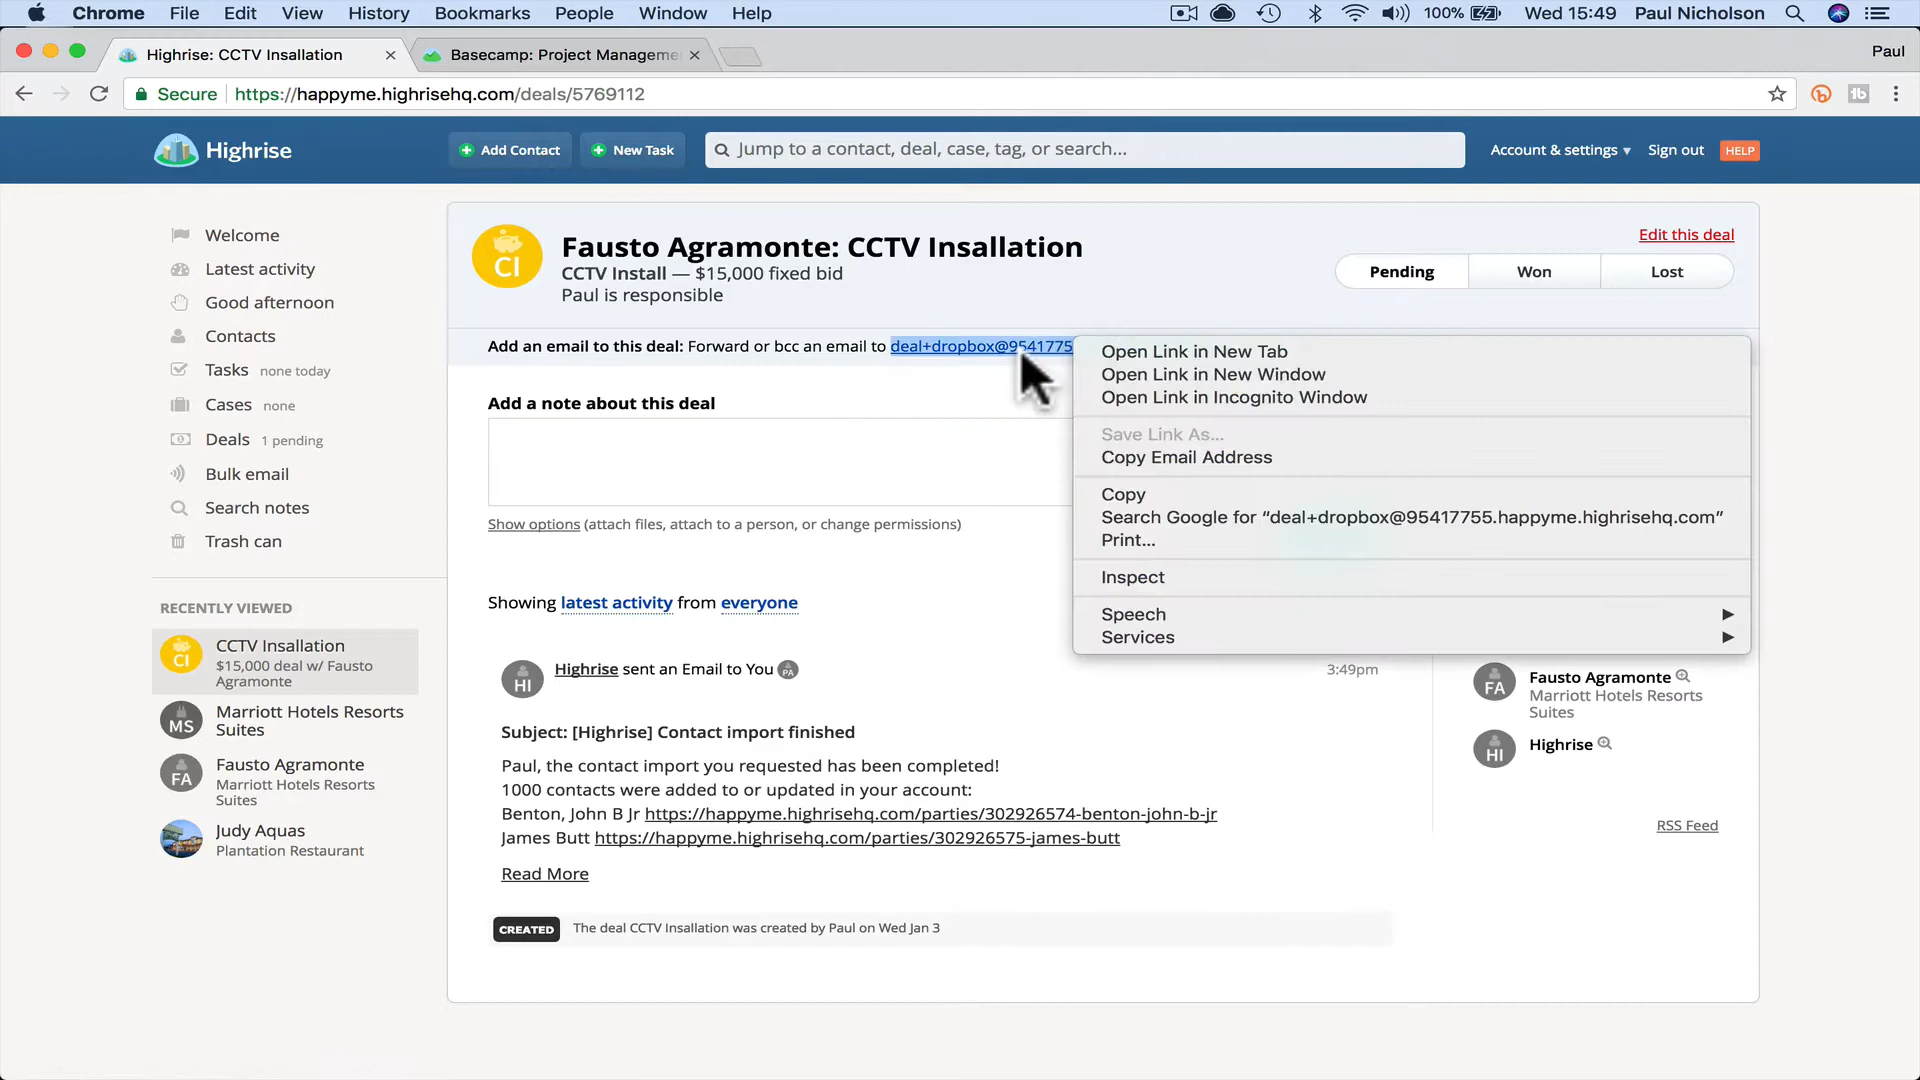 Chrome File Edit View History Bookmarks People Window Help 100% Wed 15:49 Paul Nicholson
Highrise: CCTV Insallation Basecamp: Project Manageme Paul
Secure https://happyme.highrisehq.com/deals/5769112
Highrise Add Contact New Task Jump to a contact, deal, case, tag, or search... Account & settings Sign out HELP
Welcome
Latest activity
Good afternoon
Contacts
Tasks none today
Cases none
Deals 1 pending
Bulk email
Search notes
Trash can
RECENTLY VIEWED
CI CCTV Insallation
$15,000 deal w/ Fausto
Agramonte
MS Marriott Hotels Resorts
Suites
FA Fausto Agramonte
Marriott Hotels Resorts
Suites
Judy Aquas
Plantation Restaurant
CI
Fausto Agramonte: CCTV Insallation
CCTV Install — $15,000 fixed bid
Paul is responsible
Edit this deal
Pending Won Lost
Add an email to this deal: Forward or bcc an email to deal+dropbox@9541775
Add a note about this deal
Show options (attach files, attach to a person, or change permissions)
Open Link in New Tab
Open Link in New Window
Open Link in Incognito Window
Save Link As...
Copy Email Address
Copy
Search Google for “deal+dropbox@95417755.happyme.highrisehq.com”
Print...
Inspect
Speech
Services
Showing latest activity from everyone
HI Highrise sent an Email to You PA 3:49pm
Subject: [Highrise] Contact import finished
Paul, the contact import you requested has been completed!
1000 contacts were added to or updated in your account:
Benton, John B Jr https://happyme.highrisehq.com/parties/302926574-benton-john-b-jr
James Butt https://happyme.highrisehq.com/parties/302926575-james-butt
Read More
CREATED The deal CCTV Insallation was created by Paul on Wed Jan 3
FA Fausto Agramonte
Marriott Hotels Resorts
Suites
HI Highrise
RSS Feed